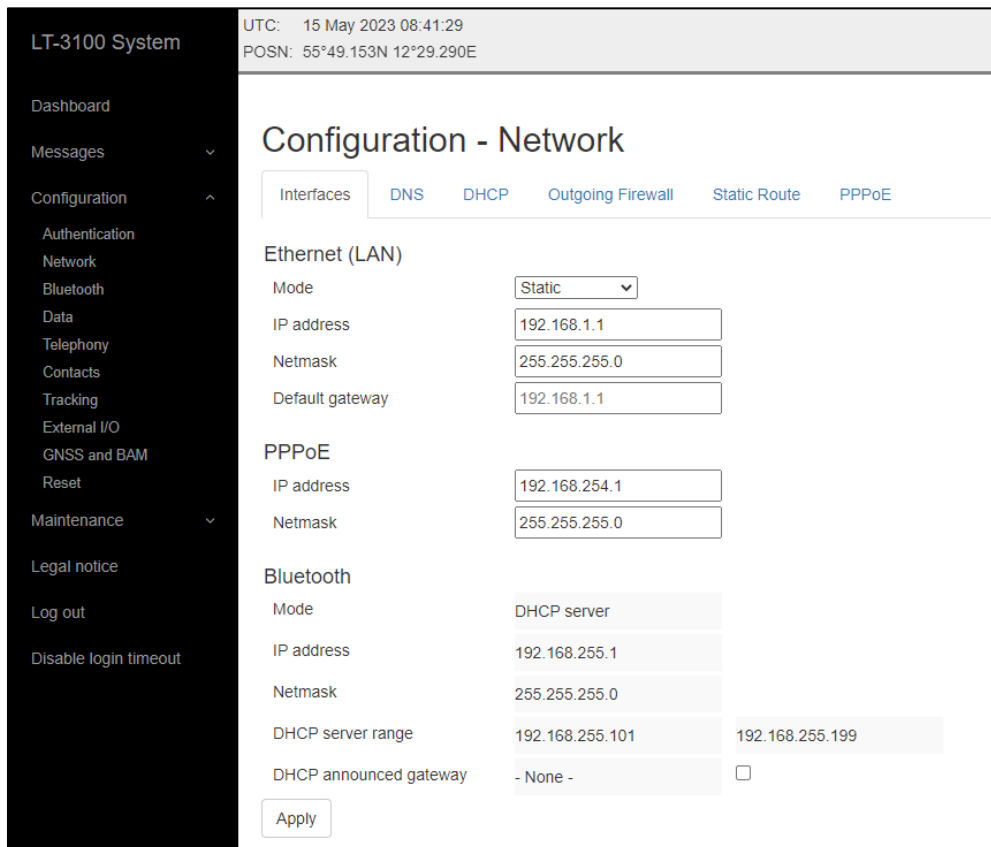 LT-3100 System
UTC: 15 May 2023 08:41:29
POSN: 55°49.153N 12°29.290E
Dashboard
Messages
Configuration
Authentication
Network
Bluetooth
Data
Telephony
Contacts
Tracking
External I/O
GNSS and BAM
Reset
Maintenance
Legal notice
Log out
Disable login timeout
Configuration - Network
Interfaces DNS DHCP Outgoing Firewall Static Route PPPoE
Ethernet (LAN)
Mode Static
IP address 192.168.1.1
Netmask 255.255.255.0
Default gateway 192.168.1.1
PPPoE
IP address 192.168.254.1
Netmask 255.255.255.0
Bluetooth
Mode DHCP server
IP address 192.168.255.1
Netmask 255.255.255.0
DHCP server range 192.168.255.101 192.168.255.199
DHCP announced gateway - None -
Apply